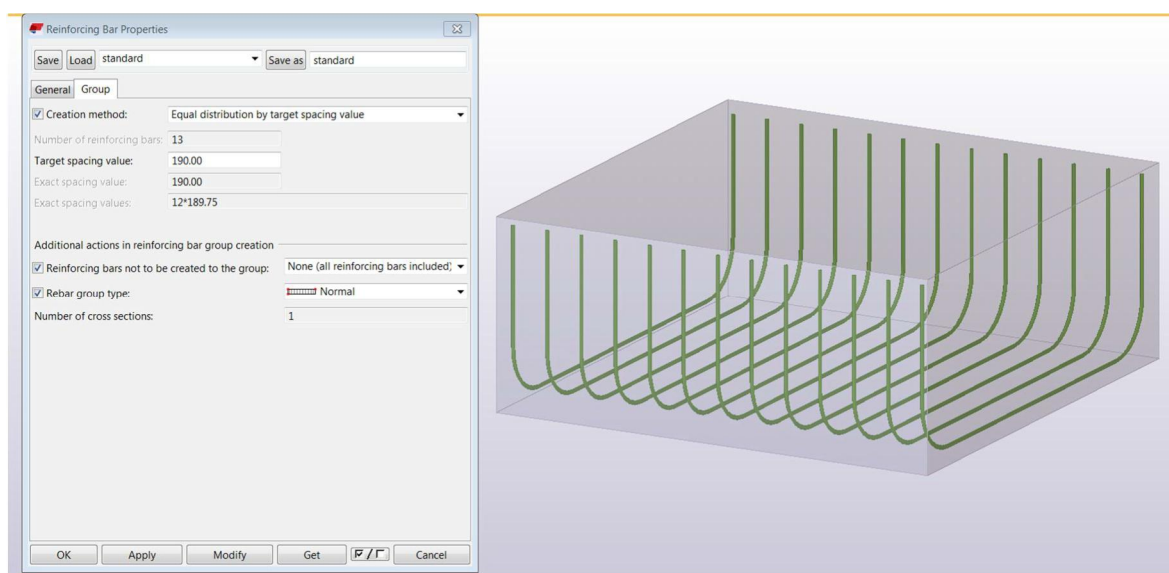 Reinforcing Bar Properties
Save Load standard Save as standard
General Group
Creation method: Equal distribution by target spacing value
Number of reinforcing bars: 13
Target spacing value: 190.00
Exact spacing value: 190.00
Exact spacing values: 12*189.75
Additional actions in reinforcing bar group creation
Reinforcing bars not to be created to the group: None (all reinforcing bars included)
Rebar group type: Normal
Number of cross sections: 1
OK Apply Modify Get / Cancel